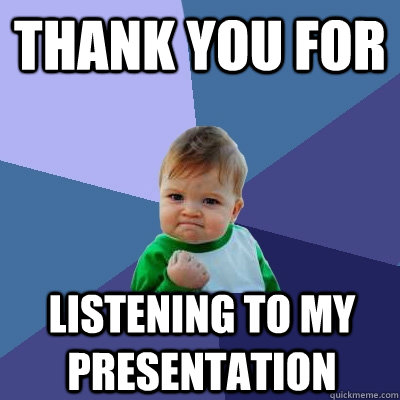 THANK YOU FOR
LISTENING TO MY
PRESENTATION
quickmeme.com